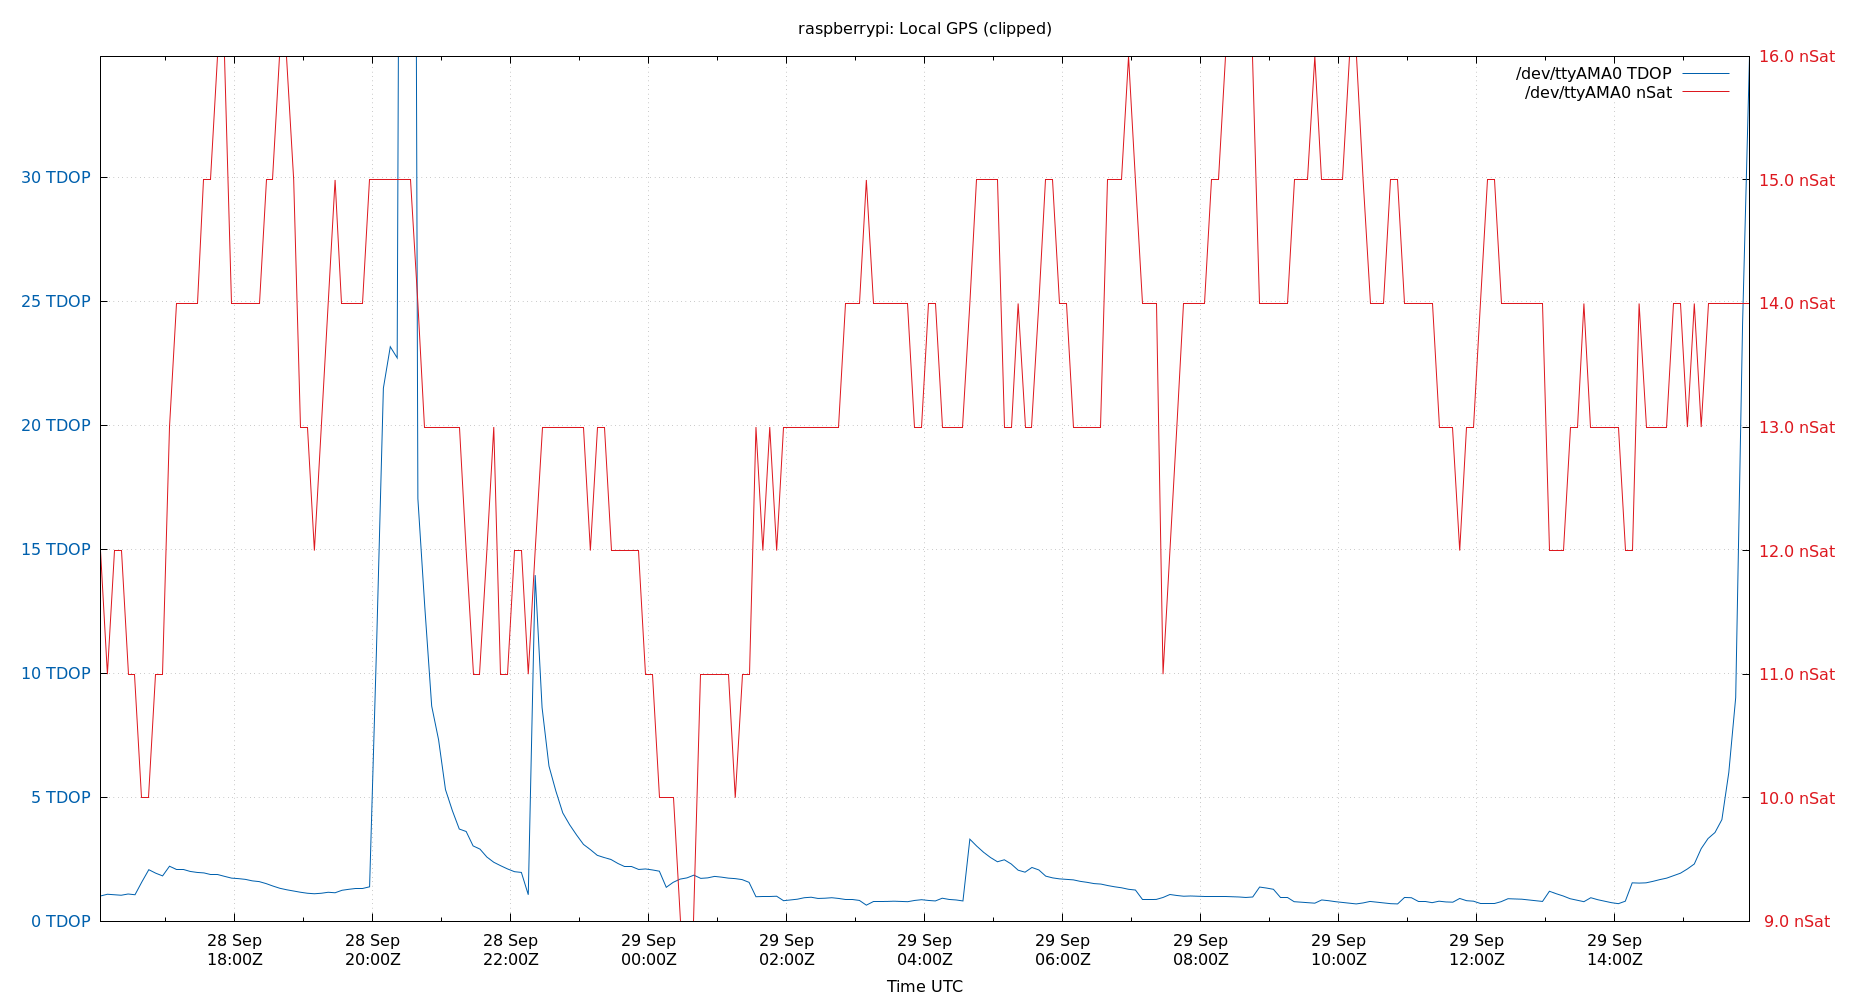 raspberrypi: Local GPS (clipped)
/dev/ttyAMA0 TDOP
/dev/ttyAMA0 nSat
30 TDOP
25 TDOP
20 TDOP
15 TDOP
10 TDOP
5 TDOP
0 TDOP
16.0 nSat
15.0 nSat
14.0 nSat
13.0 nSat
12.0 nSat
11.0 nSat
10.0 nSat
9.0 nSat
28 Sep
18:00Z
28 Sep
20:00Z
28 Sep
22:00Z
29 Sep
00:00Z
29 Sep
02:00Z
29 Sep
04:00Z
29 Sep
06:00Z
29 Sep
08:00Z
29 Sep
10:00Z
29 Sep
12:00Z
29 Sep
14:00Z
Time UTC